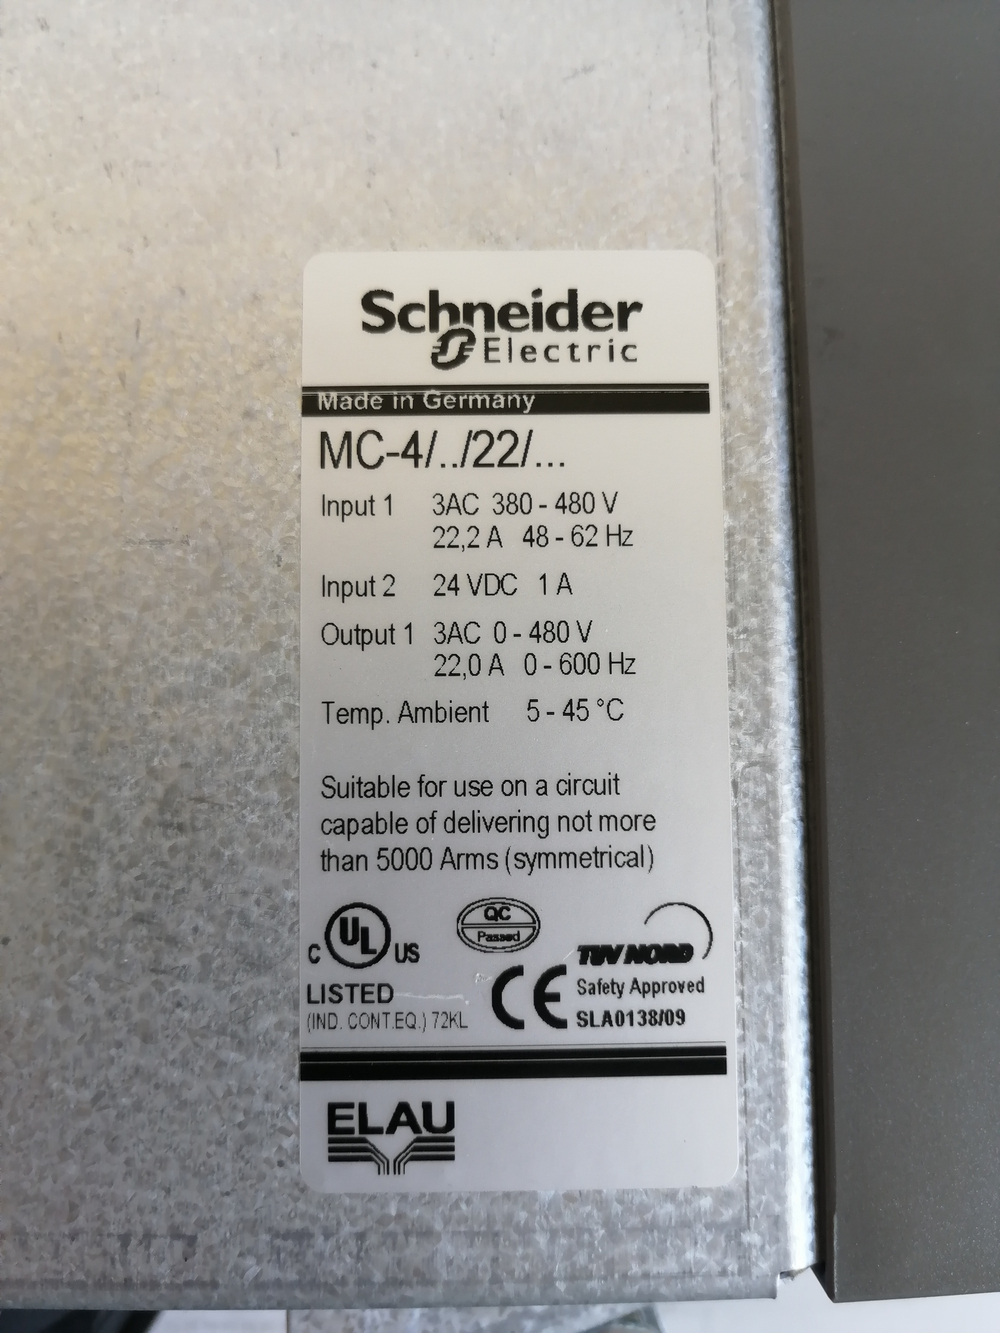 Schneider
Electric
Made in Germany
MC-4/../22/...
Input 1 3AC 380 - 480 V
22,2 A 48 - 62 Hz
Input 2 24 VDC 1 A
Output 1 3AC 0 - 480 V
22,0 A 0 - 600 Hz
Temp. Ambient 5 - 45 °C
Suitable for use on a circuit
capable of delivering not more
than 5000 Arms (symmetrical)
C UL US
LISTED
(IND. CONT.EQ.) 72KL
QC
Passed
CE
TÜV NORD
Safety Approved
SLA0138/09
ELAU